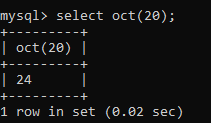 mysql> select oct(20);
+---------+
| oct(20) |
+---------+
| 24      |
+---------+
1 row in set (0.02 sec)